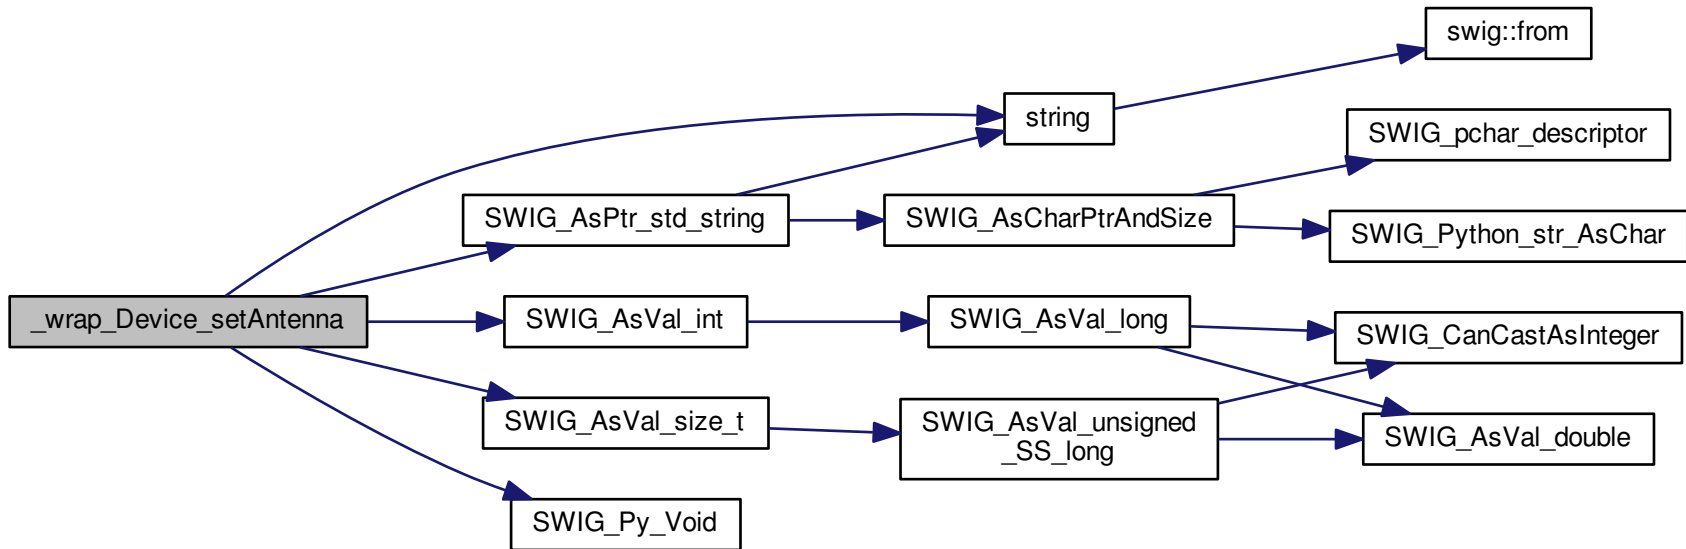 swig::from
string
SWIG_pchar_descriptor
SWIG_AsPtr_std_string
SWIG_AsCharPtrAndSize
SWIG_Python_str_AsChar
_wrap_Device_setAntenna
SWIG_AsVal_int
SWIG_AsVal_long
SWIG_CanCastAsInteger
SWIG_AsVal_size_t
SWIG_AsVal_unsigned
_SS_long
SWIG_AsVal_double
SWIG_Py_Void